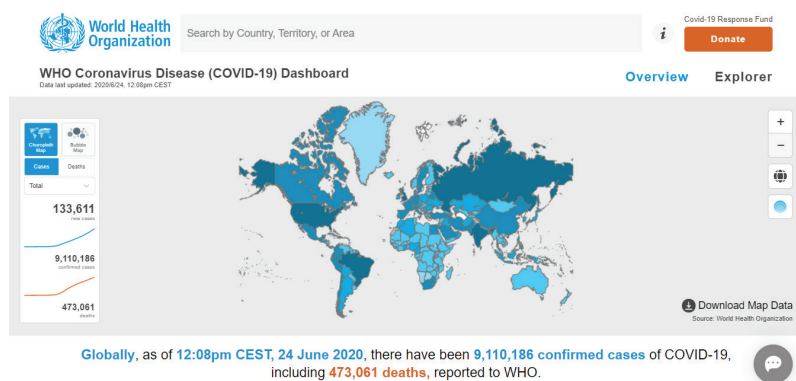 World Health
Organization
Search by Country, Territory, or Area
i
Covid-19 Response Fund
Donate
WHO Coronavirus Disease (COVID-19) Dashboard
Data last updated: 2020/6/24, 12:08pm CEST
Overview
Explorer
Choropleth
Map
Bubble
Map
Cases
Deaths
Total
133,611
new cases
9,110,186
confirmed cases
473,061
deaths
+
−
Download Map Data
Source: World Health Organization
Globally, as of 12:08pm CEST, 24 June 2020, there have been 9,110,186 confirmed cases of COVID-19,
including 473,061 deaths, reported to WHO.